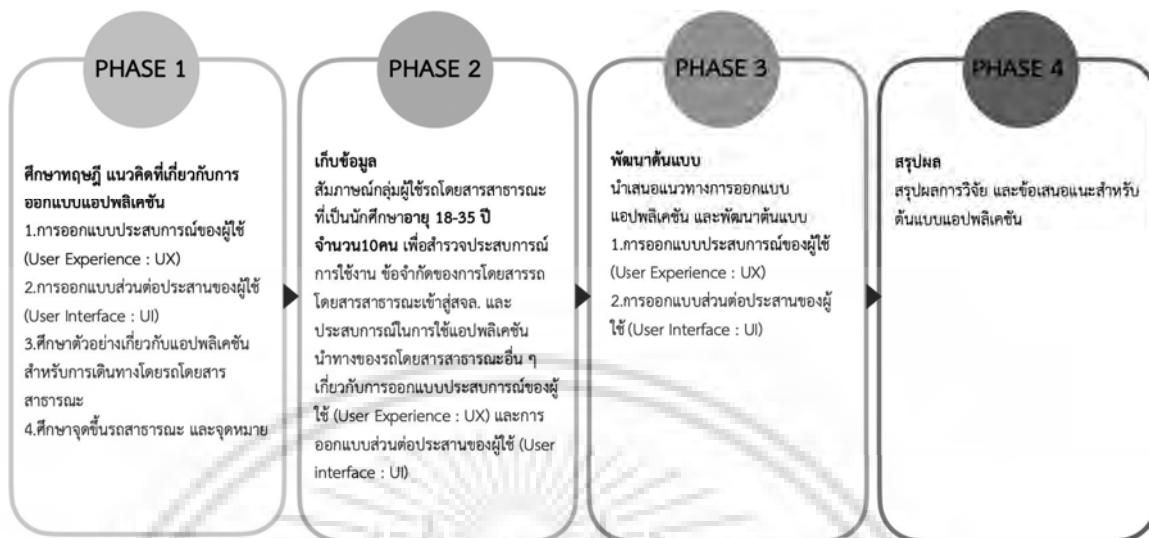 PHASE 1
ศึกษาทฤษฎี แนวคิดที่เกี่ยวกับการ
ออกแบบแอปพลิเคชัน
1.การออกแบบประสบการณ์ของผู้ใช้
(User Experience : UX)
2.การออกแบบส่วนต่อประสานของผู้ใช้
(User Interface : UI)
3.ศึกษาตัวอย่างเกี่ยวกับแอปพลิเคชัน
สำหรับการเดินทางโดยรถโดยสาร
สาธารณะ
4.ศึกษาจุดขึ้นรถสาธารณะ และจุดหมาย
PHASE 2
เก็บข้อมูล
สัมภาษณ์กลุ่มผู้ใช้รถโดยสารสาธารณะ
ที่เป็นนักศึกษาอายุ 18-35 ปี
จำนวน10คน เพื่อสำรวจประสบการณ์
การใช้งาน ข้อจำกัดของการโดยสารรถ
โดยสารสาธารณะเข้าสู่สจล. และ
ประสบการณ์ในการใช้แอปพลิเคชัน
นำทางของรถโดยสารสาธารณะอื่น ๆ
เกี่ยวกับการออกแบบประสบการณ์ของผู้
ใช้ (User Experience : UX) และการ
ออกแบบส่วนต่อประสานของผู้ใช้ (User
interface : UI)
PHASE 3
พัฒนาต้นแบบ
นำเสนอแนวทางการออกแบบ
แอปพลิเคชัน และพัฒนาต้นแบบ
1.การออกแบบประสบการณ์ของผู้ใช้
(User Experience : UX)
2.การออกแบบส่วนต่อประสานของผู้
ใช้ (User Interface : UI)
PHASE 4
สรุปผล
สรุปผลการวิจัย และข้อเสนอแนะสำหรับ
ต้นแบบแอปพลิเคชัน